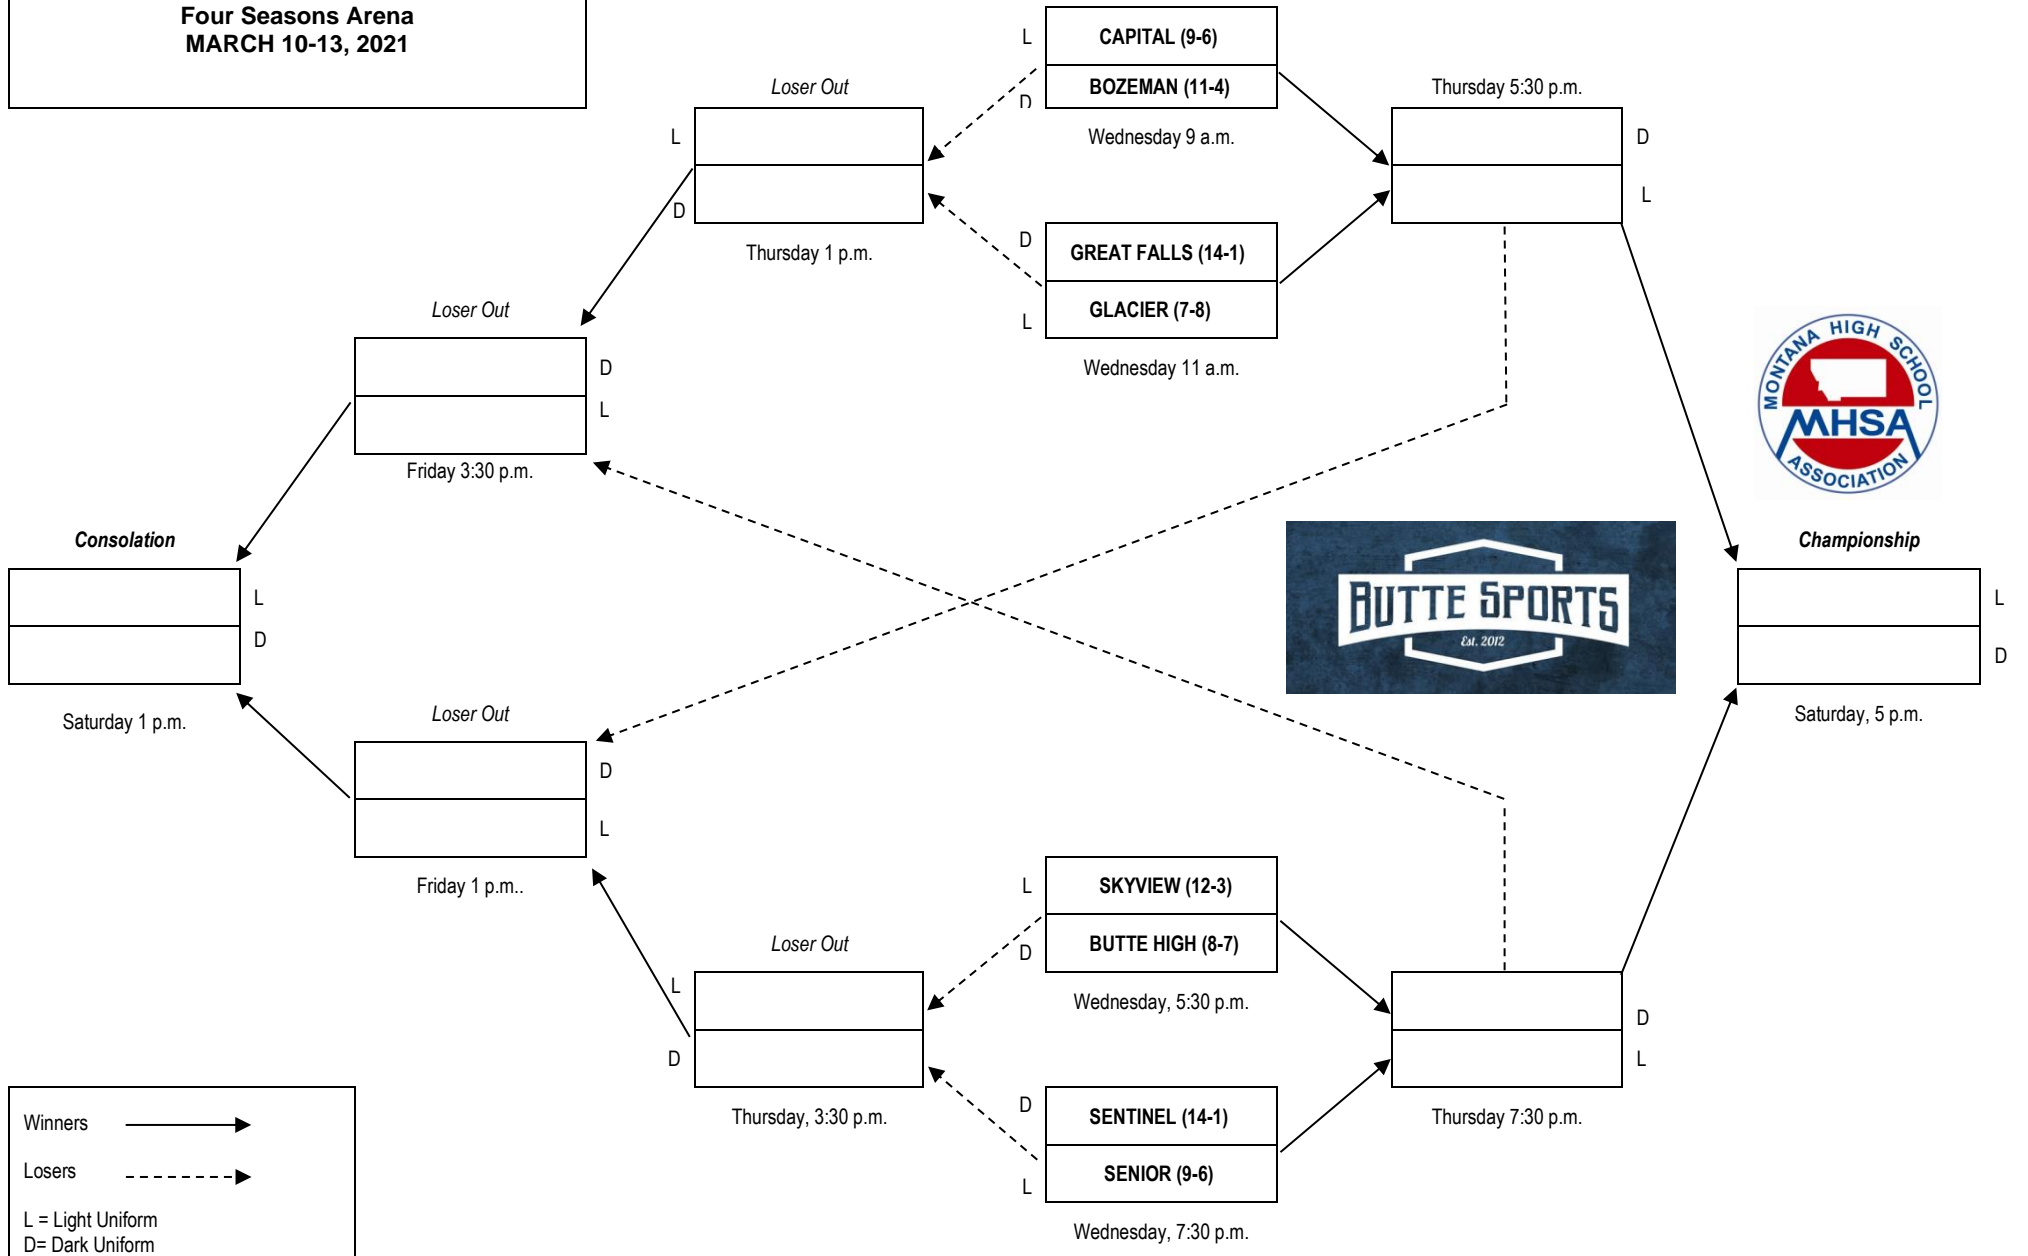 Four Seasons Arena
MARCH 10-13, 2021
L
CAPITAL (9-6)
D
BOZEMAN (11-4)
Wednesday 9 a.m.
Loser Out
L
D
Thursday 1 p.m.
Thursday 5:30 p.m.
D
L
D
GREAT FALLS (14-1)
L
GLACIER (7-8)
Wednesday 11 a.m.
Loser Out
D
L
Friday 3:30 p.m.
MONTANA HIGH SCHOOL
MHSA
ASSOCIATION
Consolation
L
D
Saturday 1 p.m.
BUTTE SPORTS
Est. 2012
Championship
L
D
Saturday, 5 p.m.
Loser Out
D
L
Friday 1 p.m..
L
SKYVIEW (12-3)
D
BUTTE HIGH (8-7)
Wednesday, 5:30 p.m.
Loser Out
L
D
Thursday, 3:30 p.m.
D
L
Thursday 7:30 p.m.
D
SENTINEL (14-1)
L
SENIOR (9-6)
Wednesday, 7:30 p.m.
Winners
Losers
L = Light Uniform
D= Dark Uniform